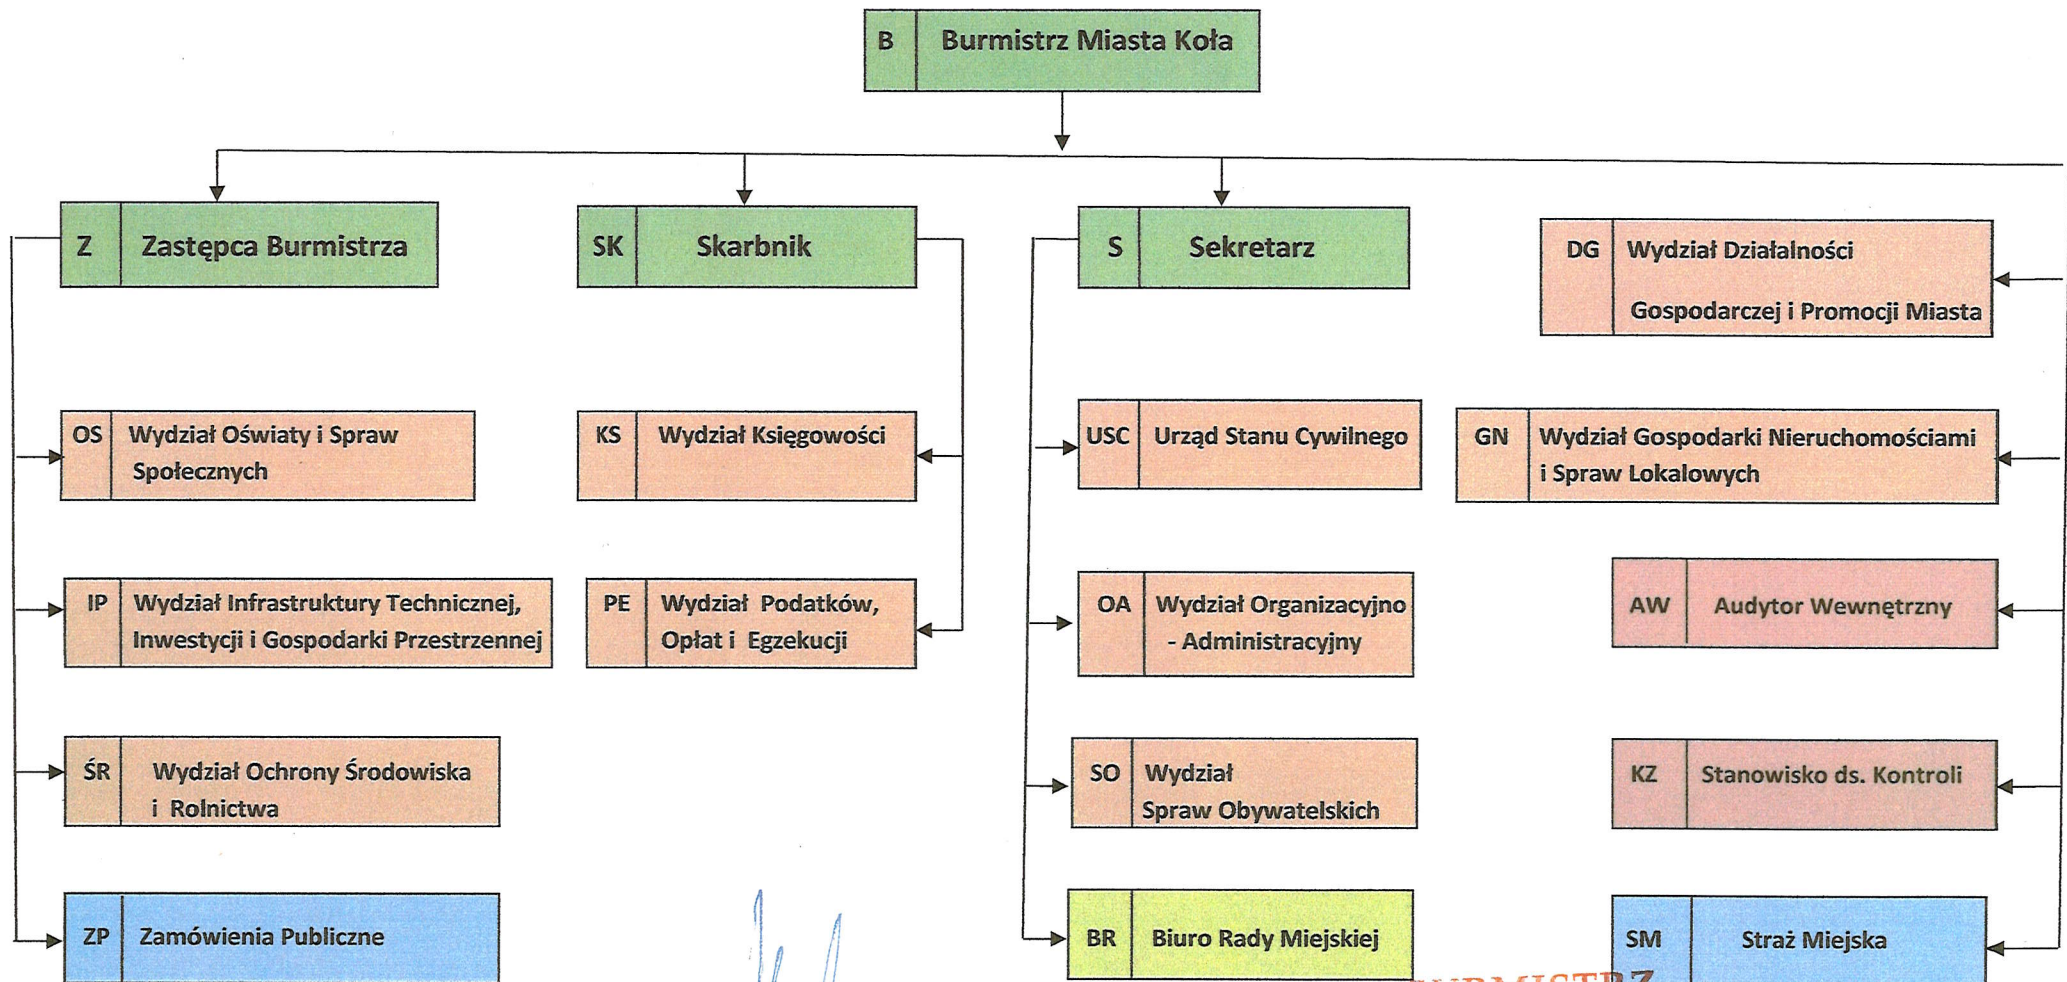 B Burmistrz Miasta Koła
Z Zastępca Burmistrza
SK Skarbnik
S Sekretarz
DG Wydział Działalności
Gospodarczej i Promocji Miasta
OS Wydział Oświaty i Spraw
Społecznych
KS Wydział Księgowości
USC Urząd Stanu Cywilnego
GN Wydział Gospodarki Nieruchomościami
i Spraw Lokalowych
IP Wydział Infrastruktury Technicznej,
Inwestycji i Gospodarki Przestrzennej
PE Wydział Podatków,
Opłat i Egzekucji
OA Wydział Organizacyjno
- Administracyjny
AW Audytor Wewnętrzny
ŚR Wydział Ochrony Środowiska
i Rolnictwa
SO Wydział
Spraw Obywatelskich
KZ Stanowisko ds. Kontroli
ZP Zamówienia Publiczne
BR Biuro Rady Miejskiej
SM Straż Miejska
BURMISTRZ